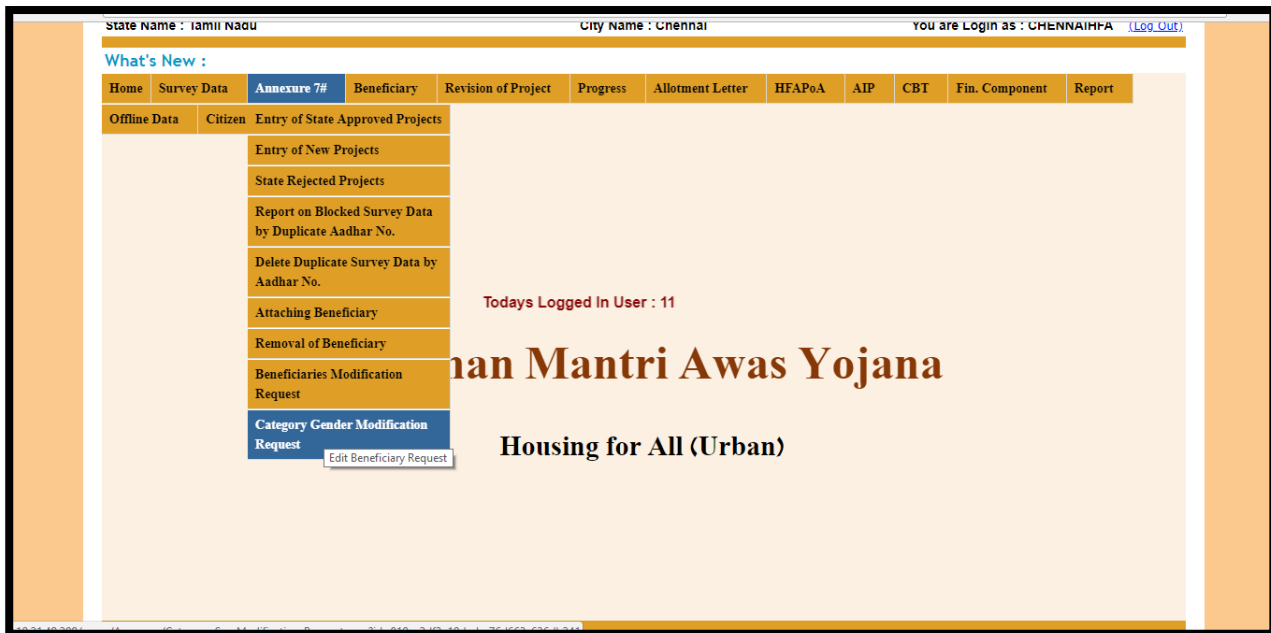 State Name : Tamil Nadu City Name : Chennai You are Login as : CHENNAIHFA (Log Out)
What's New :
Home Survey Data Annexure 7# Beneficiary Revision of Project Progress Allotment Letter HFAPoA AIP CBT Fin. Component Report
Offline Data Citizen Entry of State Approved Projects
Entry of New Projects
State Rejected Projects
Report on Blocked Survey Data
by Duplicate Aadhar No.
Delete Duplicate Survey Data by
Aadhar No.
Todays Logged In User : 11
Attaching Beneficiary
Removal of Beneficiary
Mantri Awas Yojana
Beneficiaries Modification
Request
Category Gender Modification
Request
Edit Beneficiary Request
Housing for All (Urban)